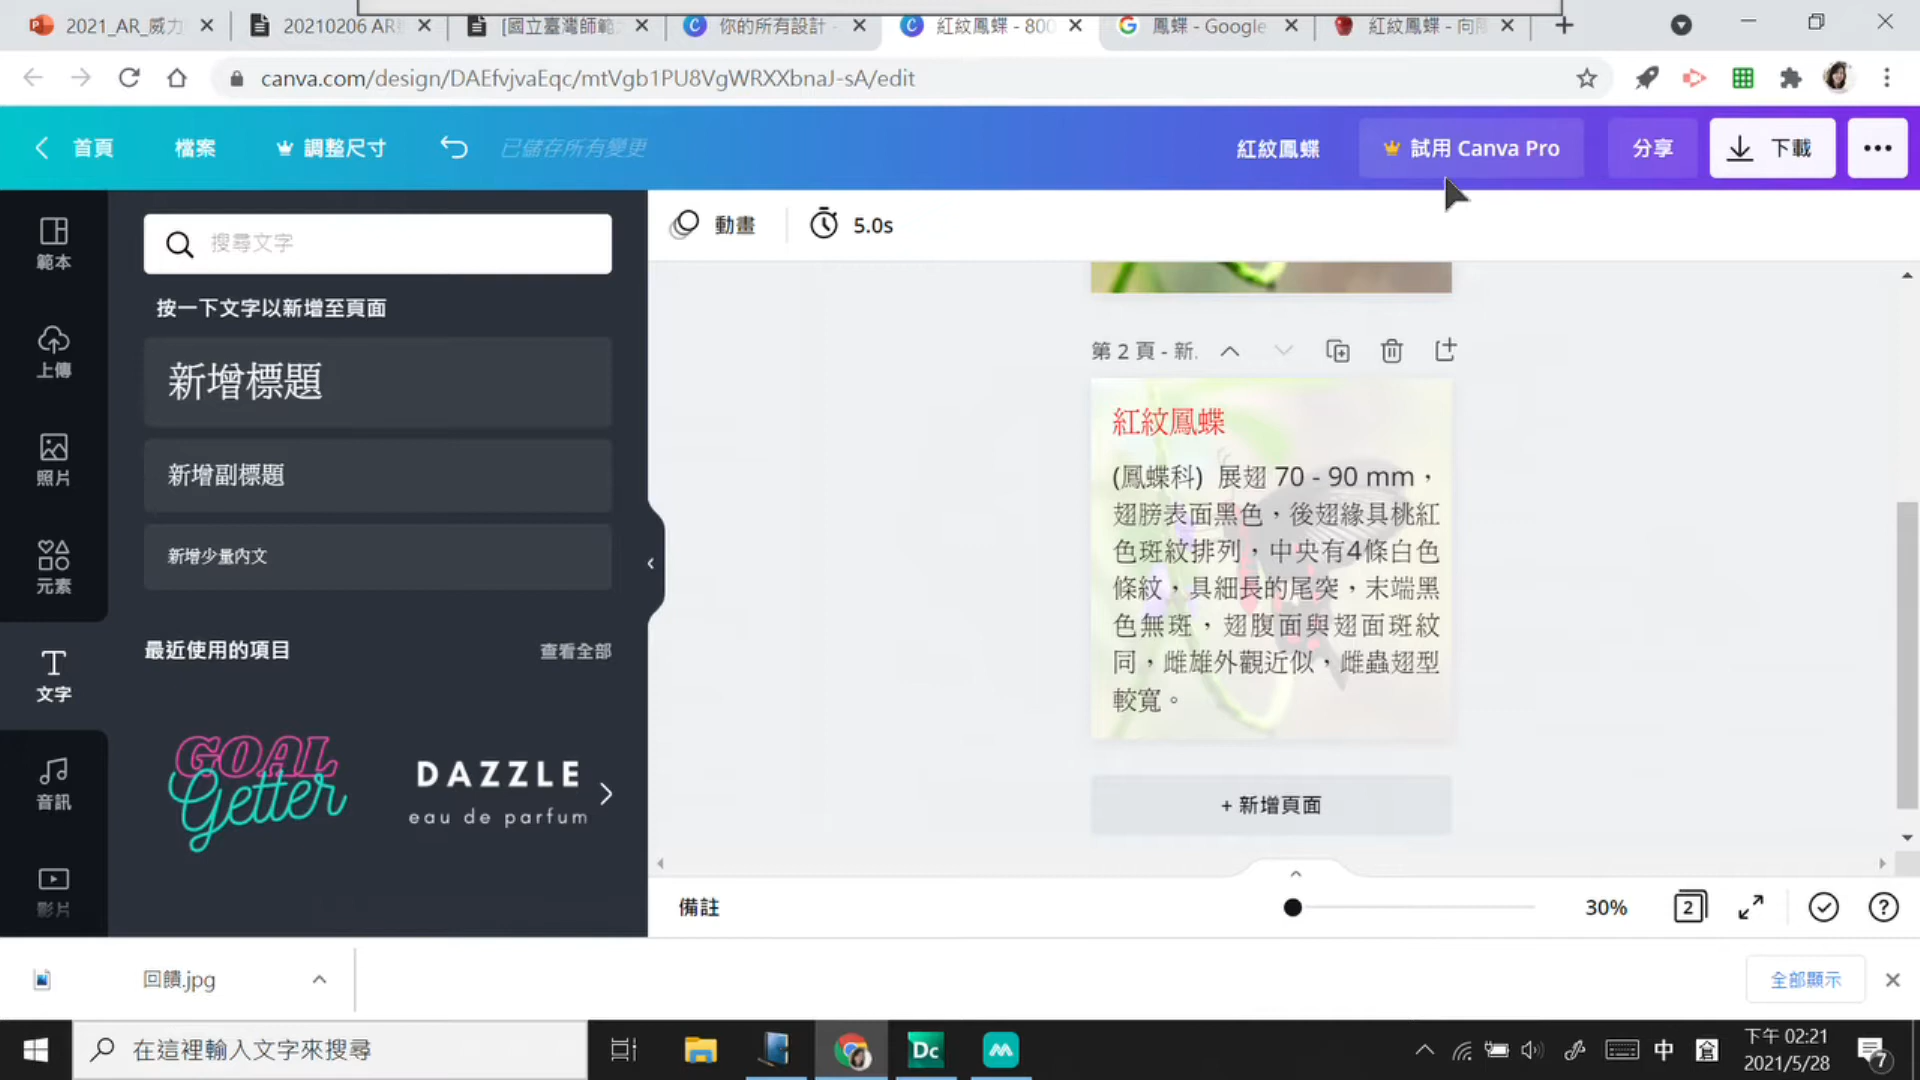 2021_AR_威力
20210206 AR
[國立臺灣師範
你的所有設計 -
紅紋鳳蝶 - 800
鳳蝶 - Google
紅紋鳳蝶 - 向
canva.com/design/DAEfvjvaEqc/mtVgb1PU8VgWRXXbnaJ-sA/edit
首頁
檔案
調整尺寸
已儲存所有變更
紅紋鳳蝶
試用 Canva Pro
分享
下載
範本
上傳
照片
元素
文字
音訊
影片
搜尋文字
按一下文字以新增至頁面
新增標題
新增副標題
新增少量內文
最近使用的項目
查看全部
GOAL
Getter
DAZZLE
eau de parfum
動畫
5.0s
第 2 頁 - 新.
紅紋鳳蝶
(鳳蝶科) 展翅 70 - 90 mm，
翅膀表面黑色，後翅緣具桃紅
色斑紋排列，中央有4條白色
條紋，具細長的尾突，末端黑
色無斑，翅腹面與翅面斑紋
同，雌雄外觀近似，雌蟲翅型
較寬。
+ 新增頁面
備註
30%
2
回饋.jpg
全部顯示
在這裡輸入文字來搜尋
Dc
中
下午 02:21
2021/5/28
7